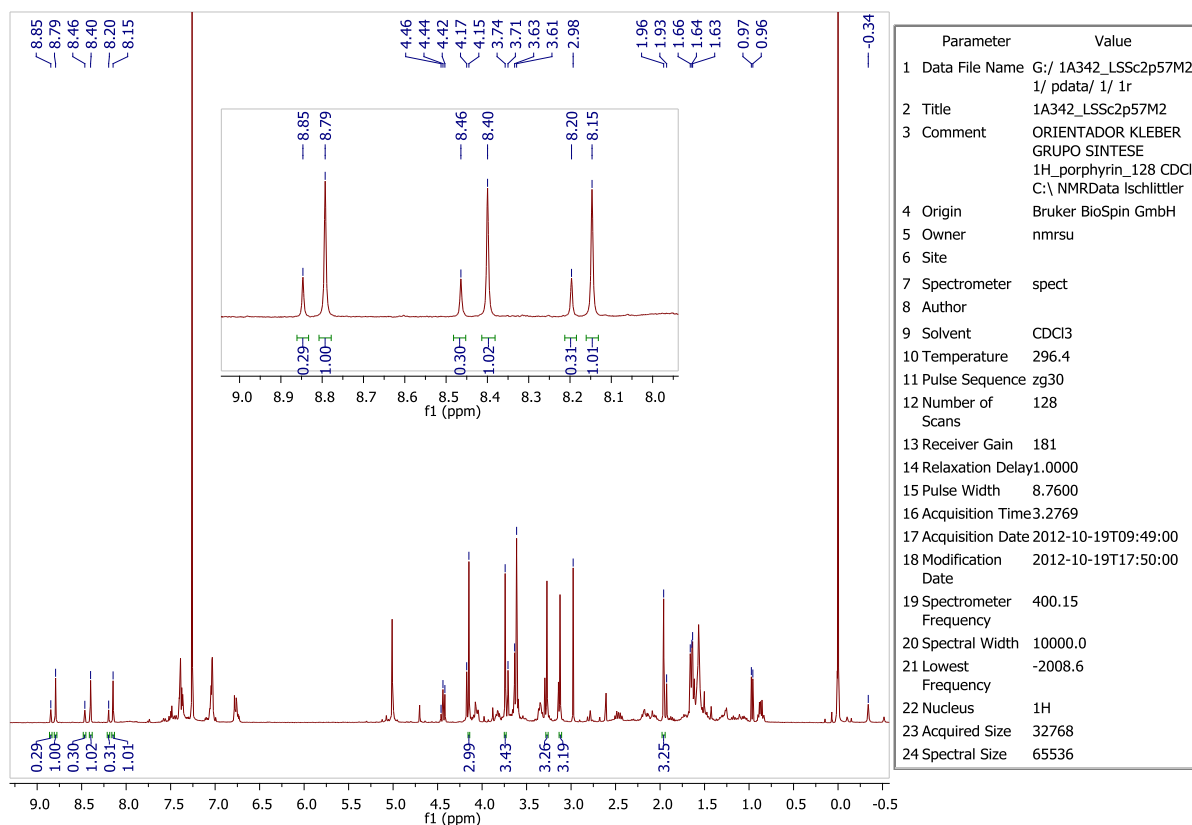 8.85 8.79 8.46 8.40 8.20 8.15 4.46 4.44 4.42 4.17 4.15 3.74 3.71 3.63 3.61 2.98 1.96 1.93 1.66 1.64 1.63 0.97 0.96 -0.34
8.85 8.79 8.46 8.40 8.20 8.15
0.29 1.00 0.30 1.02 0.31 1.01
9.0 8.9 8.8 8.7 8.6 8.5 8.4 8.3 8.2 8.1 8.0
f1 (ppm)
0.29 1.00 0.30 1.02 0.31 1.01 2.99 3.43 3.26 3.19 3.25
9.0 8.5 8.0 7.5 7.0 6.5 6.0 5.5 5.0 4.5 4.0 3.5 3.0 2.5 2.0 1.5 1.0 0.5 0.0 -0.5
f1 (ppm)
Parameter Value
1 Data File Name G:/ 1A342_LSSc2p57M2
1/ pdata/ 1/ 1r
2 Title 1A342_LSSc2p57M2
3 Comment ORIENTADOR KLEBER
GRUPO SINTESE
1H_porphyrin_128 CDCl
C:\ NMRData lschlittler
4 Origin Bruker BioSpin GmbH
5 Owner nmrsu
6 Site
7 Spectrometer spect
8 Author
9 Solvent CDCl3
10 Temperature 296.4
11 Pulse Sequence zg30
12 Number of 128
Scans
13 Receiver Gain 181
14 Relaxation Delay 1.0000
15 Pulse Width 8.7600
16 Acquisition Time 3.2769
17 Acquisition Date 2012-10-19T09:49:00
18 Modification 2012-10-19T17:50:00
Date
19 Spectrometer 400.15
Frequency
20 Spectral Width 10000.0
21 Lowest -2008.6
Frequency
22 Nucleus 1H
23 Acquired Size 32768
24 Spectral Size 65536